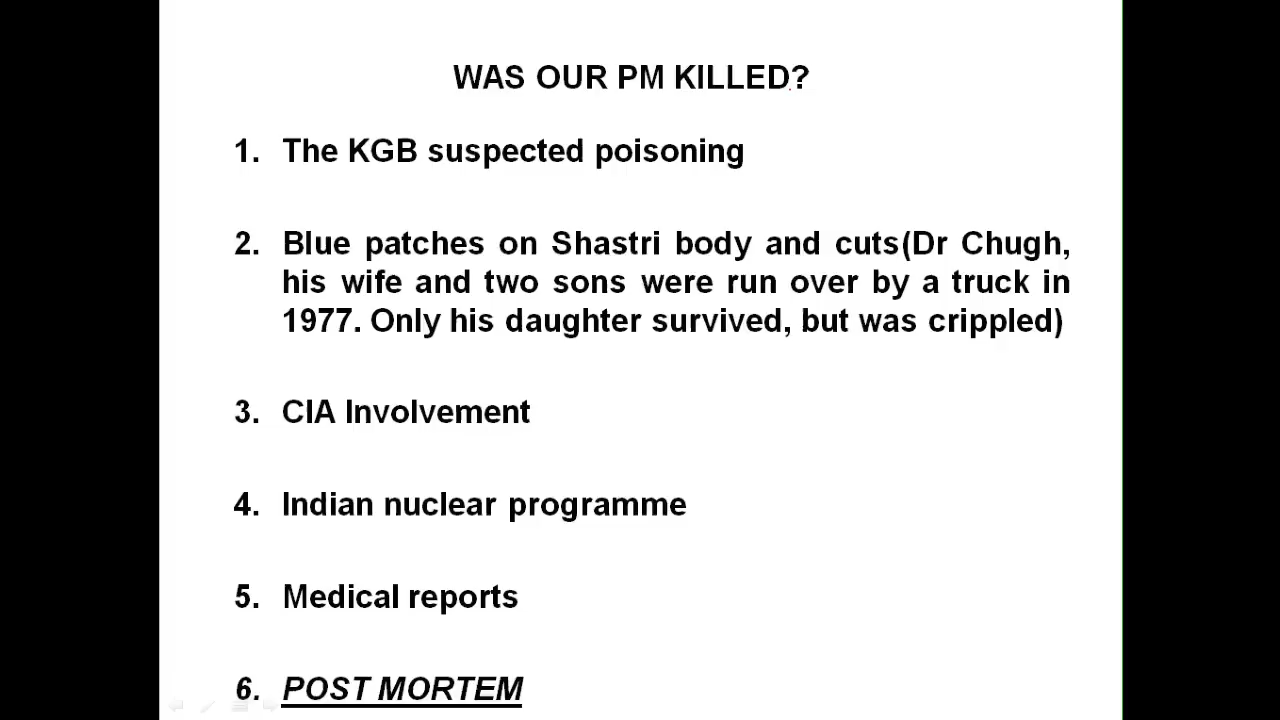 WAS OUR PM KILLED?
1. The KGB suspected poisoning
2. Blue patches on Shastri body and cuts(Dr Chugh,
his wife and two sons were run over by a truck in
1977. Only his daughter survived, but was crippled)
3. CIA Involvement
4. Indian nuclear programme
5. Medical reports
6. POST MORTEM